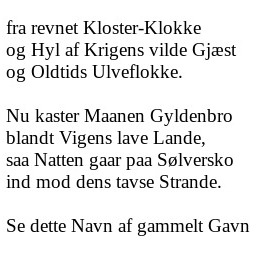 fra revnet Kloster-Klokke
og Hyl af Krigens vilde Gjæst
og Oldtids Ulveflokke.
Nu kaster Maanen Gyldenbro
blandt Vigens lave Lande,
saa Natten gaar paa Sølversko
ind mod dens tavse Strande.
Se dette Navn af gammelt Gavn